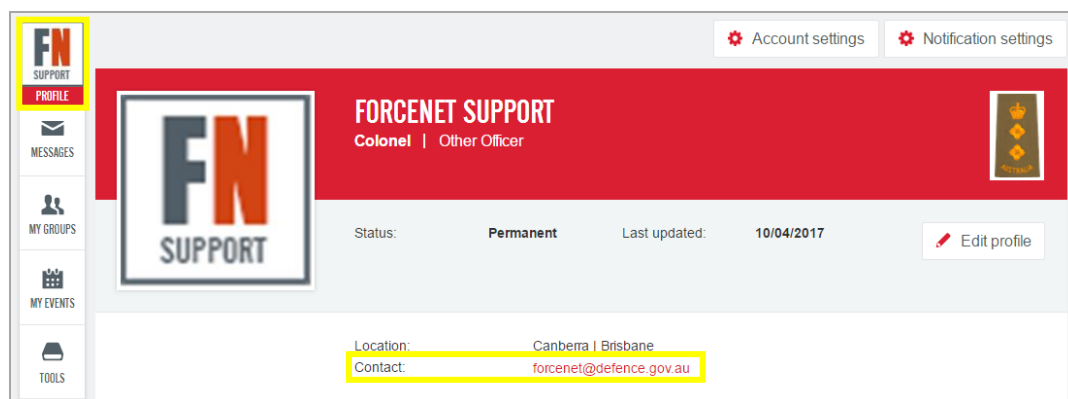 FN
SUPPORT
PROFILE
MESSAGES
MY GROUPS
MY EVENTS
TOOLS
Account settings
Notification settings
FN
SUPPORT
FORCENET SUPPORT
Colonel | Other Officer
AUSTRALIA
Status: Permanent Last updated: 10/04/2017
Edit profile
Location: Canberra | Brisbane
Contact: forcenet@defence.gov.au